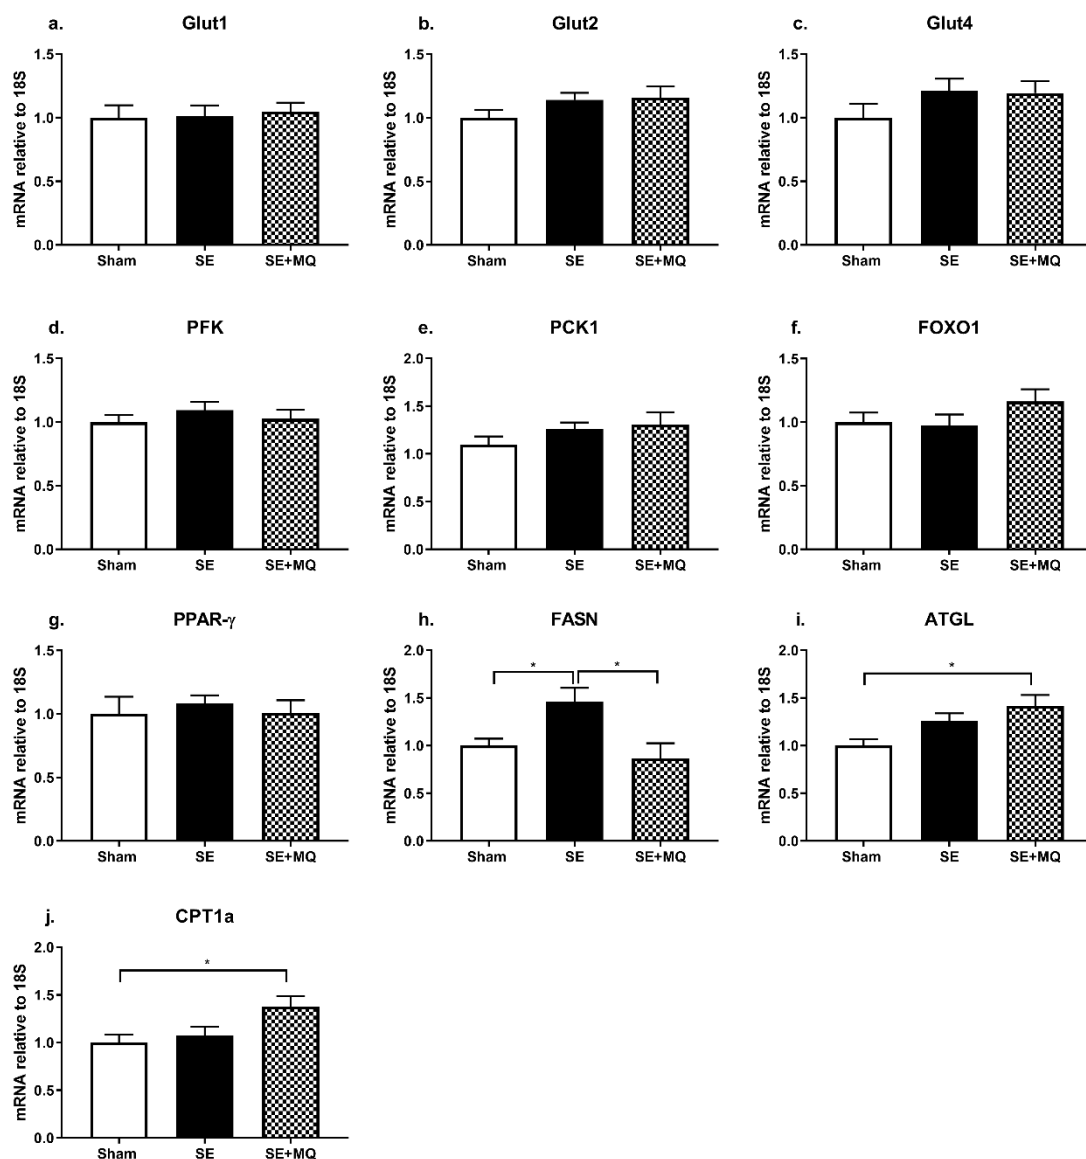 a. Glut1
b. Glut2
c. Glut4
mRNA relative to 18S
1.5
1.0
0.5
0.0
Sham SE SE+MQ
mRNA relative to 18S
1.5
1.0
0.5
0.0
Sham SE SE+MQ
mRNA relative to 18S
1.5
1.0
0.5
0.0
Sham SE SE+MQ
d. PFK
e. PCK1
f. FOXO1
mRNA relative to 18S
1.5
1.0
0.5
0.0
Sham SE SE+MQ
mRNA relative to 18S
2.0
1.5
1.0
0.5
0.0
Sham SE SE+MQ
mRNA relative to 18S
1.5
1.0
0.5
0.0
Sham SE SE+MQ
g. PPAR-γ
h. FASN
i. ATGL
mRNA relative to 18S
1.5
1.0
0.5
0.0
Sham SE SE+MQ
mRNA relative to 18S
2.0
1.5
1.0
0.5
0.0
* *
Sham SE SE+MQ
mRNA relative to 18S
2.0
1.5
1.0
0.5
0.0
*
Sham SE SE+MQ
j. CPT1a
mRNA relative to 18S
2.0
1.5
1.0
0.5
0.0
*
Sham SE SE+MQ